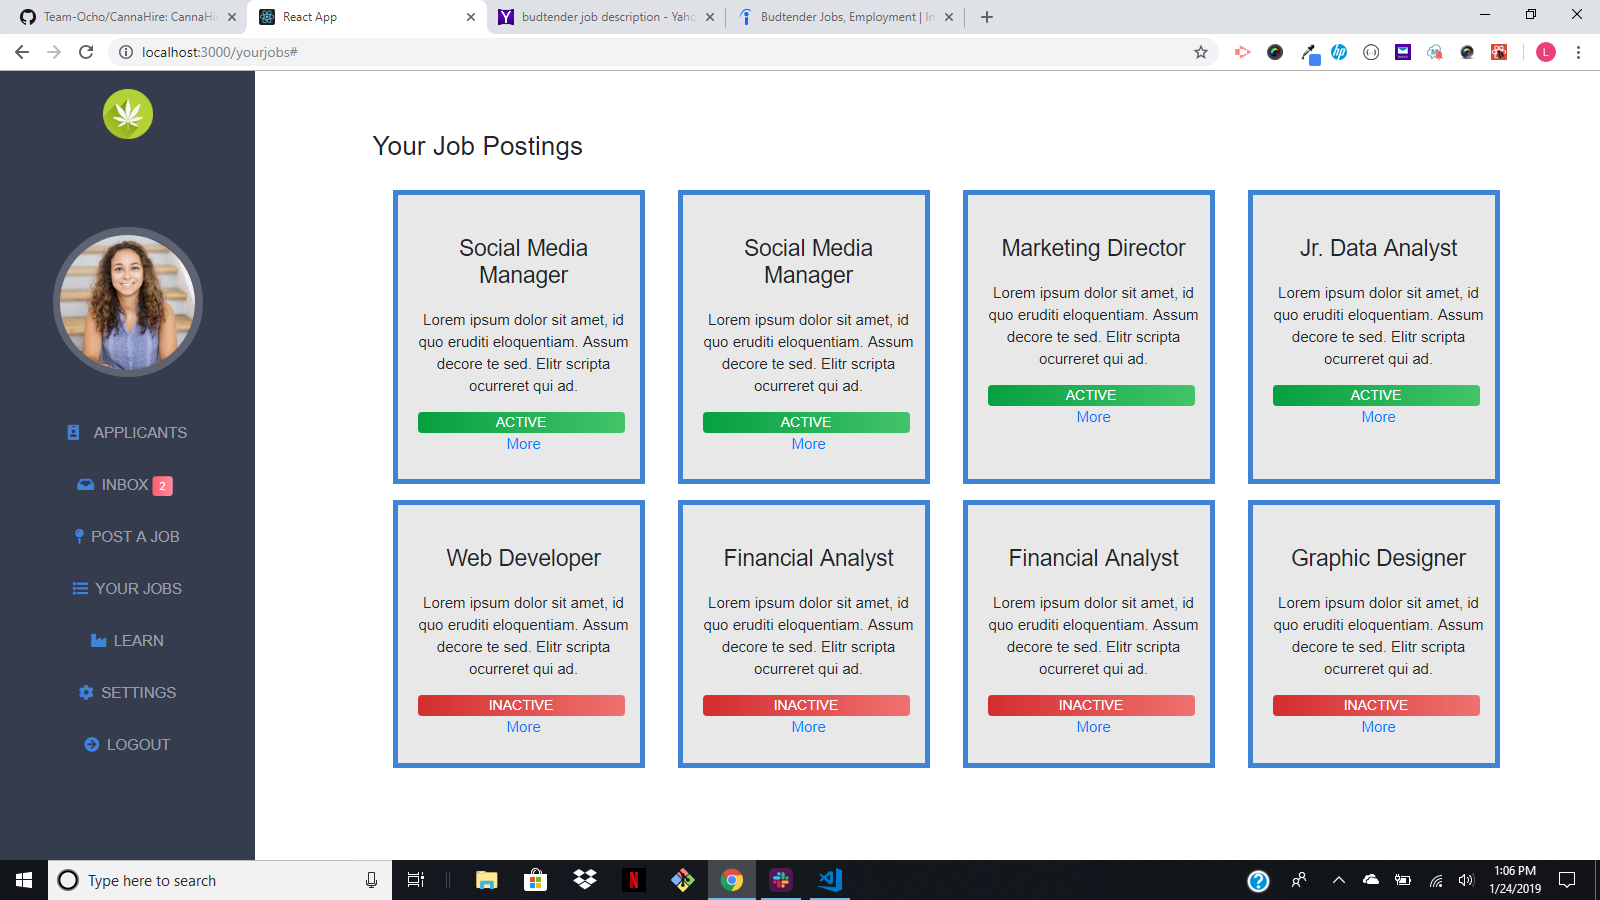 Team-Ocho/CannaHire: CannaHir
React App
budtender job description - Yaho
Budtender Jobs, Employment | In
localhost:3000/yourjobs#
L
APPLICANTS
INBOX 2
POST A JOB
YOUR JOBS
LEARN
SETTINGS
LOGOUT
Your Job Postings
Social Media
Manager
Lorem ipsum dolor sit amet, id
quo eruditi eloquentiam. Assum
decore te sed. Elitr scripta
ocurreret qui ad.
ACTIVE
More
Social Media
Manager
Lorem ipsum dolor sit amet, id
quo eruditi eloquentiam. Assum
decore te sed. Elitr scripta
ocurreret qui ad.
ACTIVE
More
Marketing Director
Lorem ipsum dolor sit amet, id
quo eruditi eloquentiam. Assum
decore te sed. Elitr scripta
ocurreret qui ad.
ACTIVE
More
Jr. Data Analyst
Lorem ipsum dolor sit amet, id
quo eruditi eloquentiam. Assum
decore te sed. Elitr scripta
ocurreret qui ad.
ACTIVE
More
Web Developer
Lorem ipsum dolor sit amet, id
quo eruditi eloquentiam. Assum
decore te sed. Elitr scripta
ocurreret qui ad.
INACTIVE
More
Financial Analyst
Lorem ipsum dolor sit amet, id
quo eruditi eloquentiam. Assum
decore te sed. Elitr scripta
ocurreret qui ad.
INACTIVE
More
Financial Analyst
Lorem ipsum dolor sit amet, id
quo eruditi eloquentiam. Assum
decore te sed. Elitr scripta
ocurreret qui ad.
INACTIVE
More
Graphic Designer
Lorem ipsum dolor sit amet, id
quo eruditi eloquentiam. Assum
decore te sed. Elitr scripta
ocurreret qui ad.
INACTIVE
More
Type here to search
1:06 PM
1/24/2019